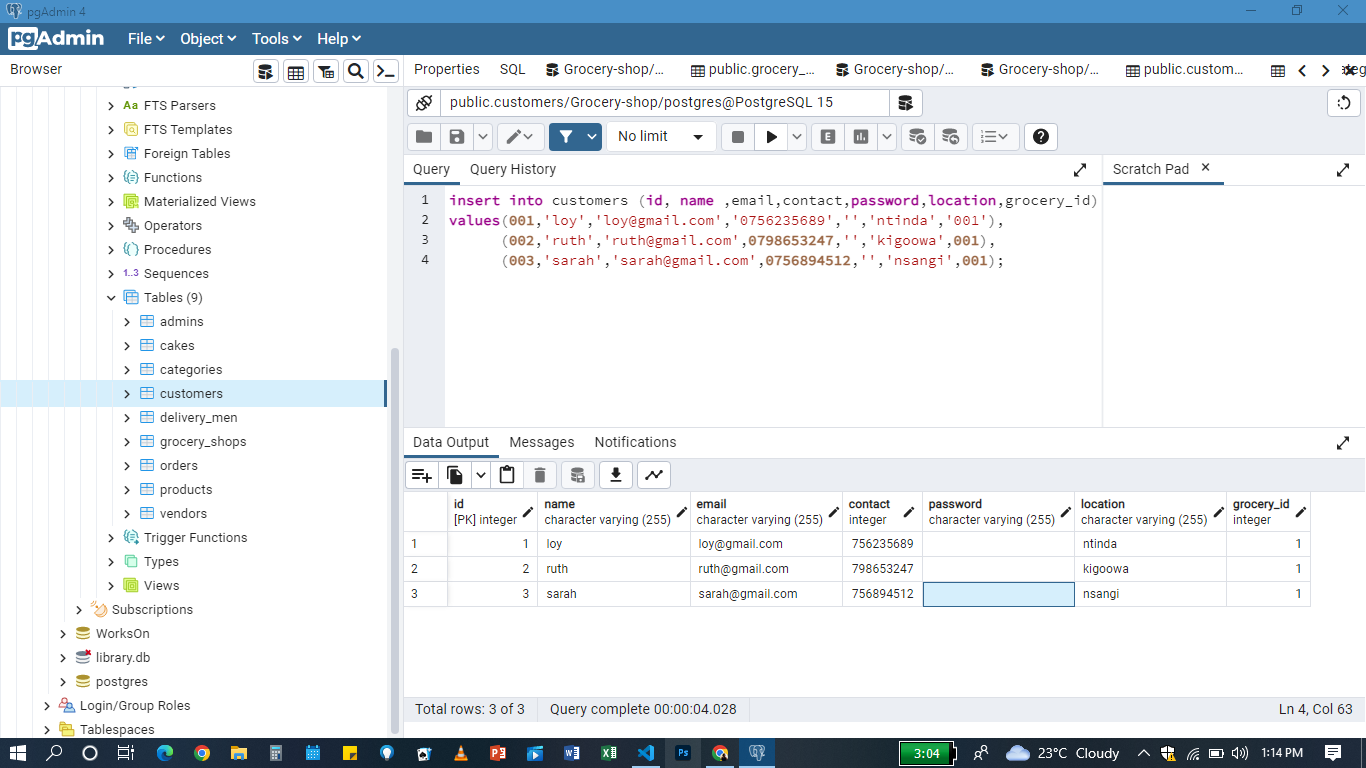 pgAdmin 4
pgAdmin File Object Tools Help
Browser
Properties SQL Grocery-shop/... public.grocery_... Grocery-shop/... Grocery-shop/... public.custom...
FTS Parsers
FTS Templates
Foreign Tables
Functions
Materialized Views
Operators
Procedures
1..3 Sequences
Tables (9)
admins
cakes
categories
customers
delivery_men
grocery_shops
orders
products
vendors
Trigger Functions
Types
Views
Subscriptions
WorksOn
library.db
postgres
Login/Group Roles
Tablespaces
public.customers/Grocery-shop/postgres@PostgreSQL 15
No limit
Query Query History
Scratch Pad
1 insert into customers (id, name ,email,contact,password,location,grocery_id)
2 values(001,'loy','loy@gmail.com','0756235689','','ntinda','001'),
3 (002,'ruth','ruth@gmail.com',0798653247,'','kigoowa',001),
4 (003,'sarah','sarah@gmail.com',0756894512,'','nsangi',001);
Data Output Messages Notifications
id name email contact password location grocery_id
[PK] integer character varying (255) character varying (255) integer character varying (255) character varying (255) integer
1 1 loy loy@gmail.com 756235689 ntinda 1
2 2 ruth ruth@gmail.com 798653247 kigoowa 1
3 3 sarah sarah@gmail.com 756894512 nsangi 1
Total rows: 3 of 3 Query complete 00:00:04.028 Ln 4, Col 63
3:04 23°C Cloudy 1:14 PM